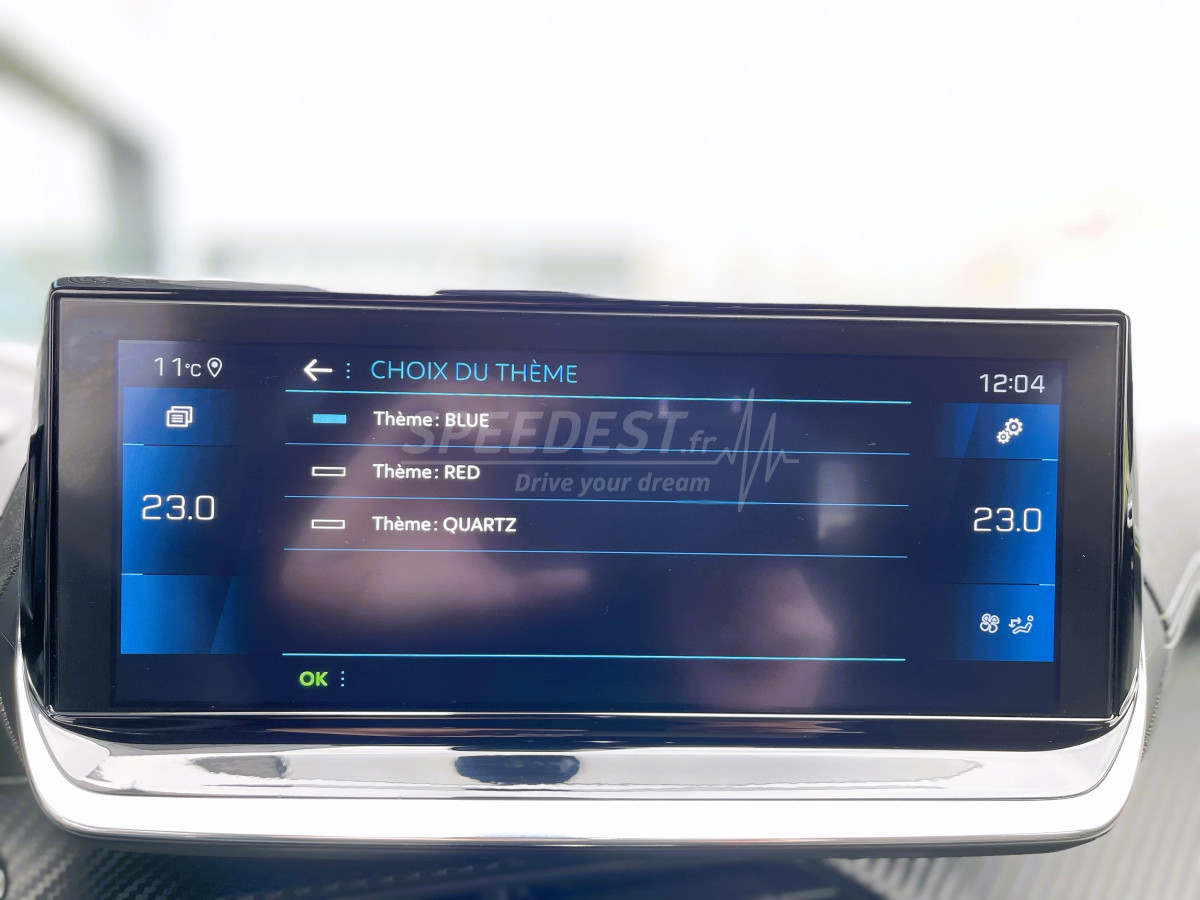 11°C
CHOIX DU THÈME
12:04
Thème: BLUE
SPEEDEST.fr
Thème: RED
Drive your dream
23.0
23.0
Thème: QUARTZ
OK